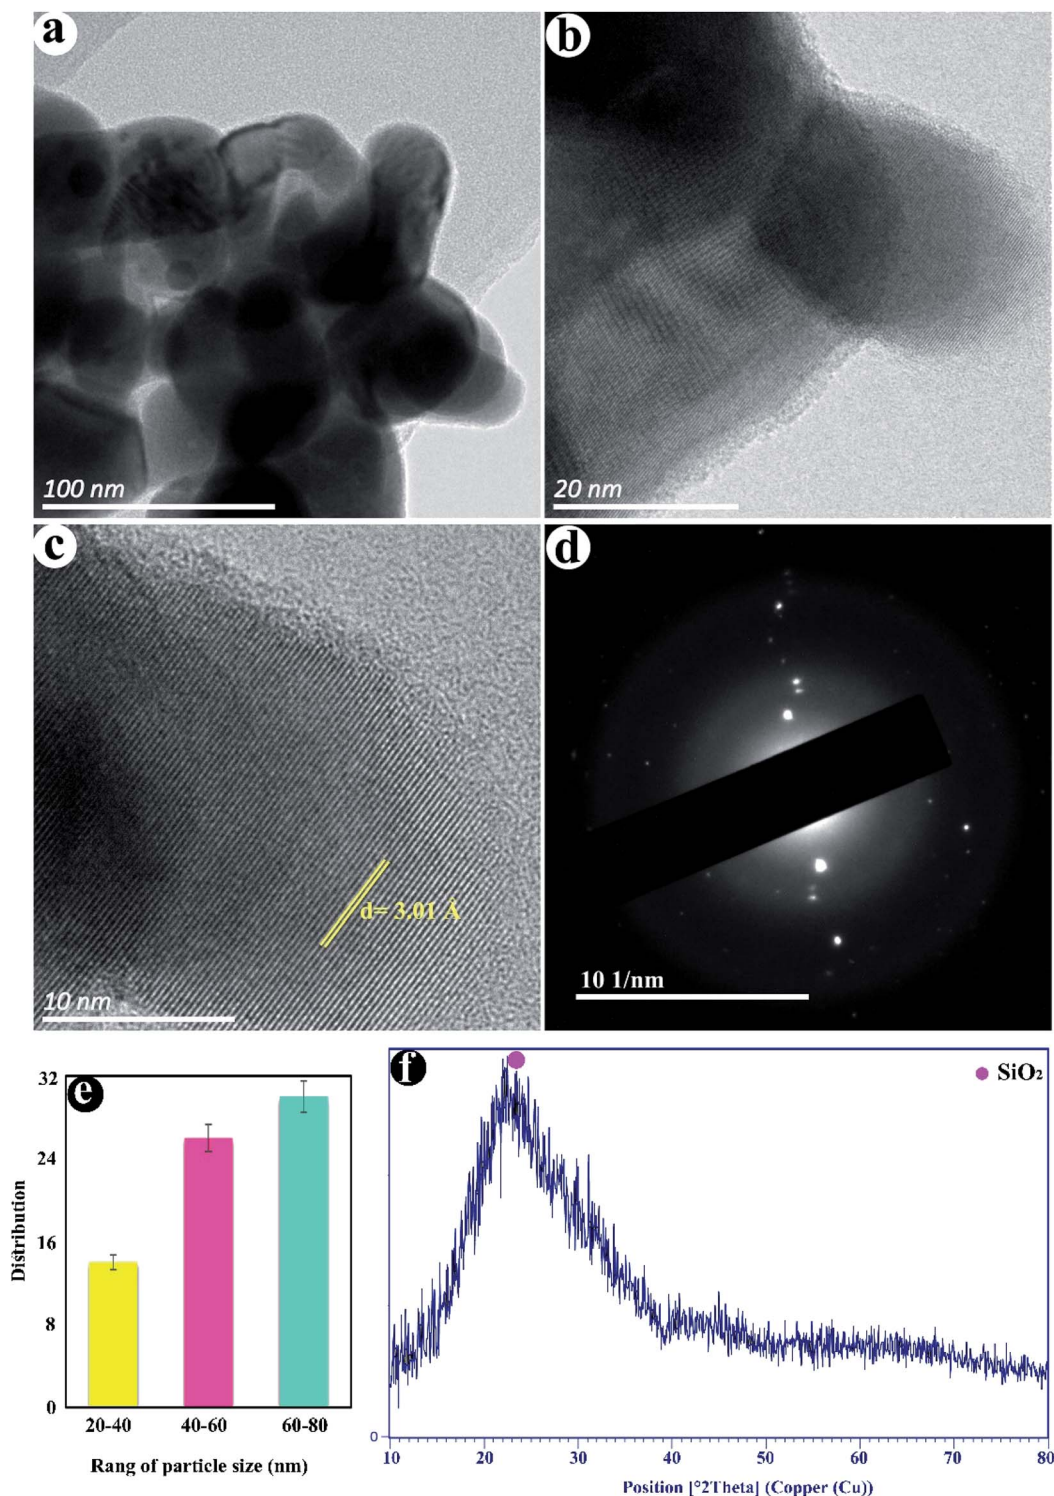 a
b
100 nm
20 nm
c
d
d= 3.01 Å
10 nm
10 1/nm
e
32
24
16
8
0
Distribution
20-40 40-60 60-80
Rang of particle size (nm)
f
SiO₂
0
10 20 30 40 50 60 70 80
Position [°2Theta] (Copper (Cu))